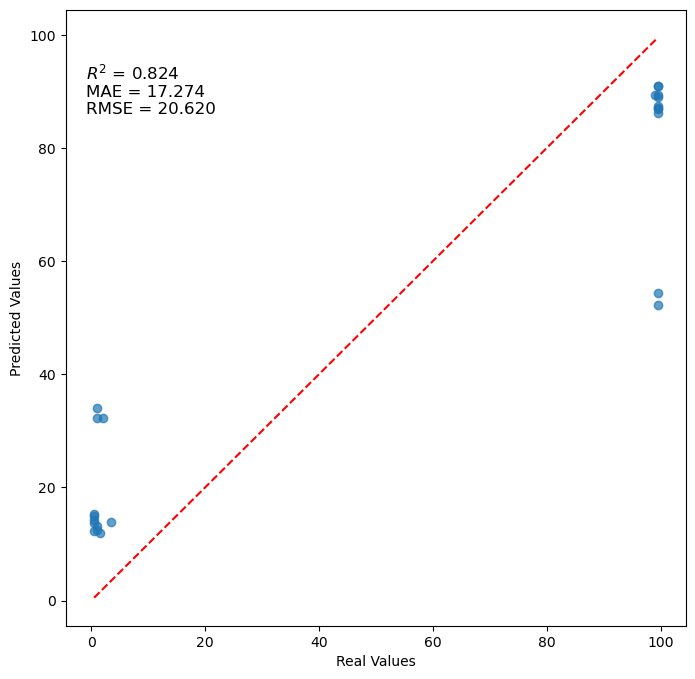 R² = 0.824
MAE = 17.274
RMSE = 20.620
100
80
60
40
20
0
Predicted Values
0 20 40 60 80 100
Real Values